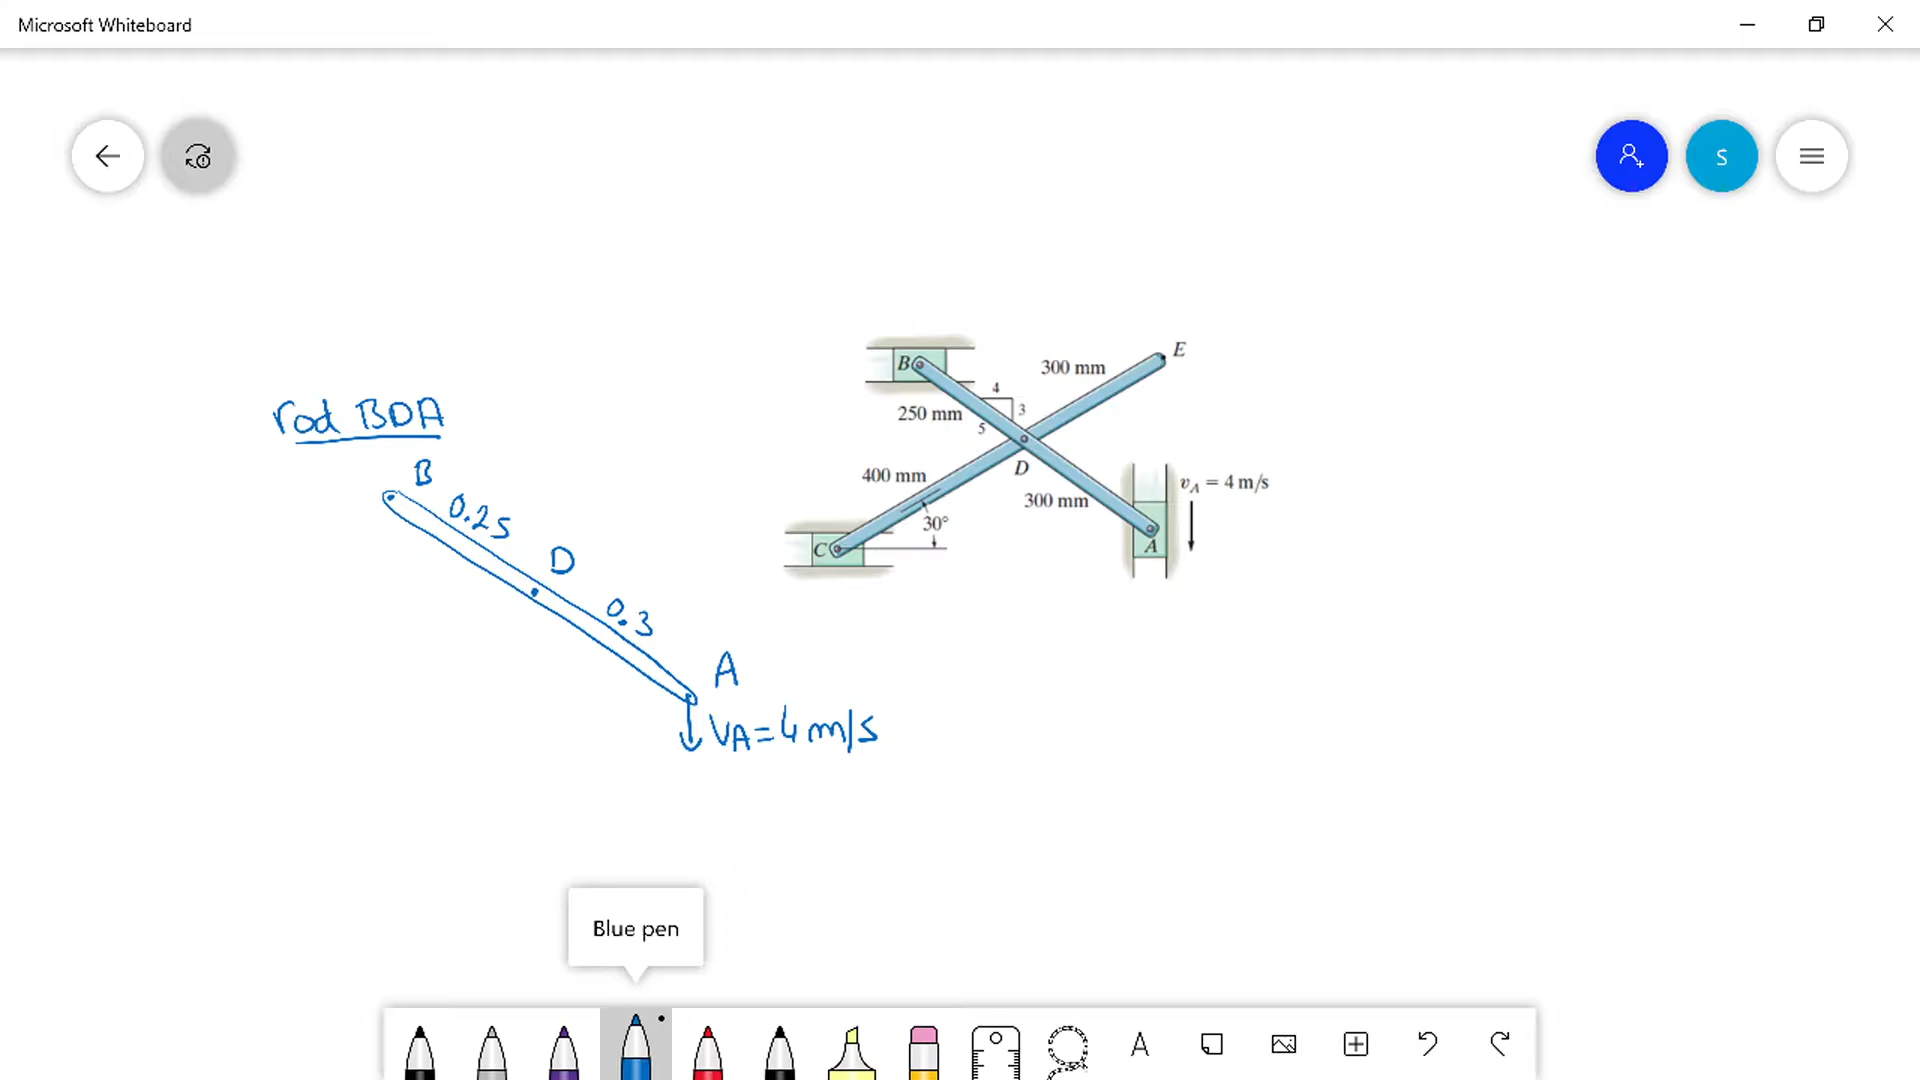 Microsoft Whiteboard
S
E
B
300 mm
4
3
250 mm
5
D
400 mm
300 mm
v_A = 4 m/s
30°
C
A
rod BDA
B
0.25
D
0.3
A
VA = 4 m/s
Blue pen
A